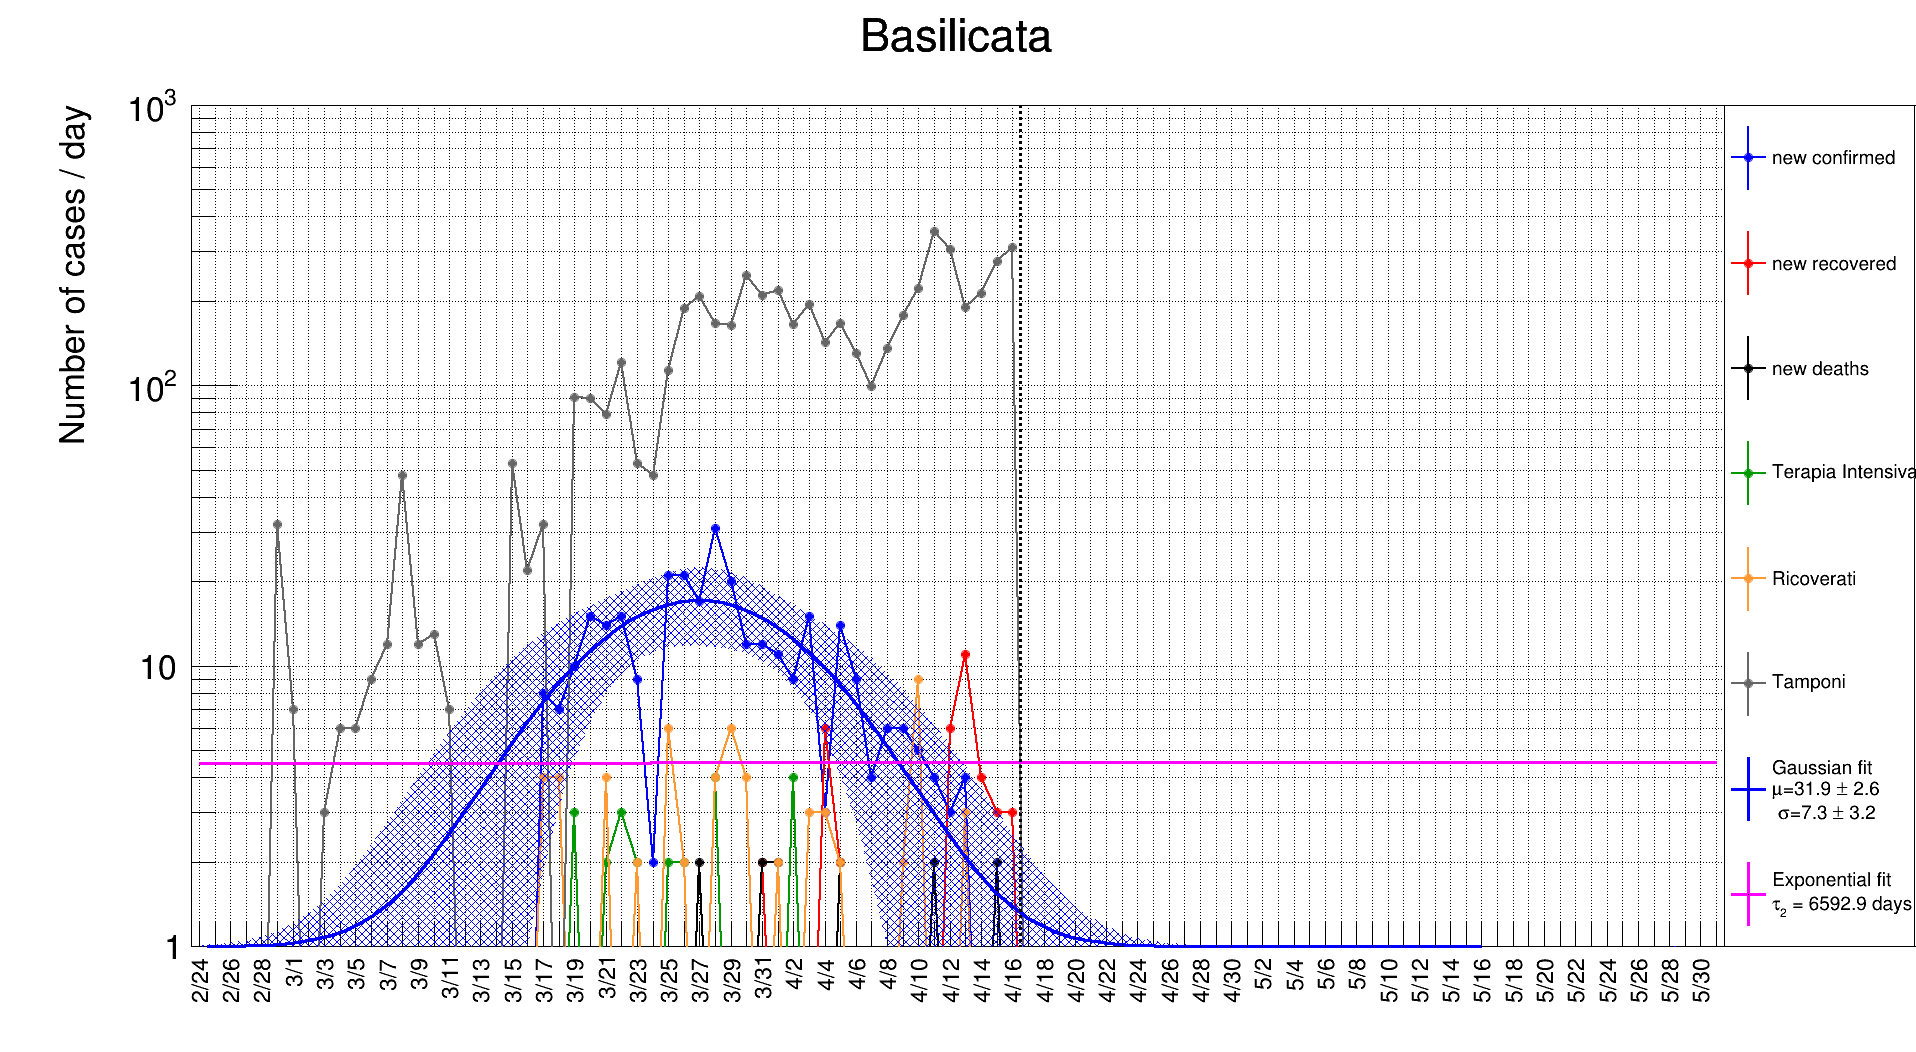 Basilicata
Number of cases / day
10³
10²
10
1
2/24 2/26 2/28 3/1 3/3 3/5 3/7 3/9 3/11 3/13 3/15 3/17 3/19 3/21 3/23 3/25 3/27 3/29 3/31 4/2 4/4 4/6 4/8 4/10 4/12 4/14 4/16 4/18 4/20 4/22 4/24 4/26 4/28 4/30 5/2 5/4 5/6 5/8 5/10 5/12 5/14 5/16 5/18 5/20 5/22 5/24 5/26 5/28 5/30
new confirmed
new recovered
new deaths
Terapia Intensiva
Ricoverati
Tamponi
Gaussian fit
μ=31.9 ± 2.6
σ=7.3 ± 3.2
Exponential fit
τ₂ = 6592.9 days